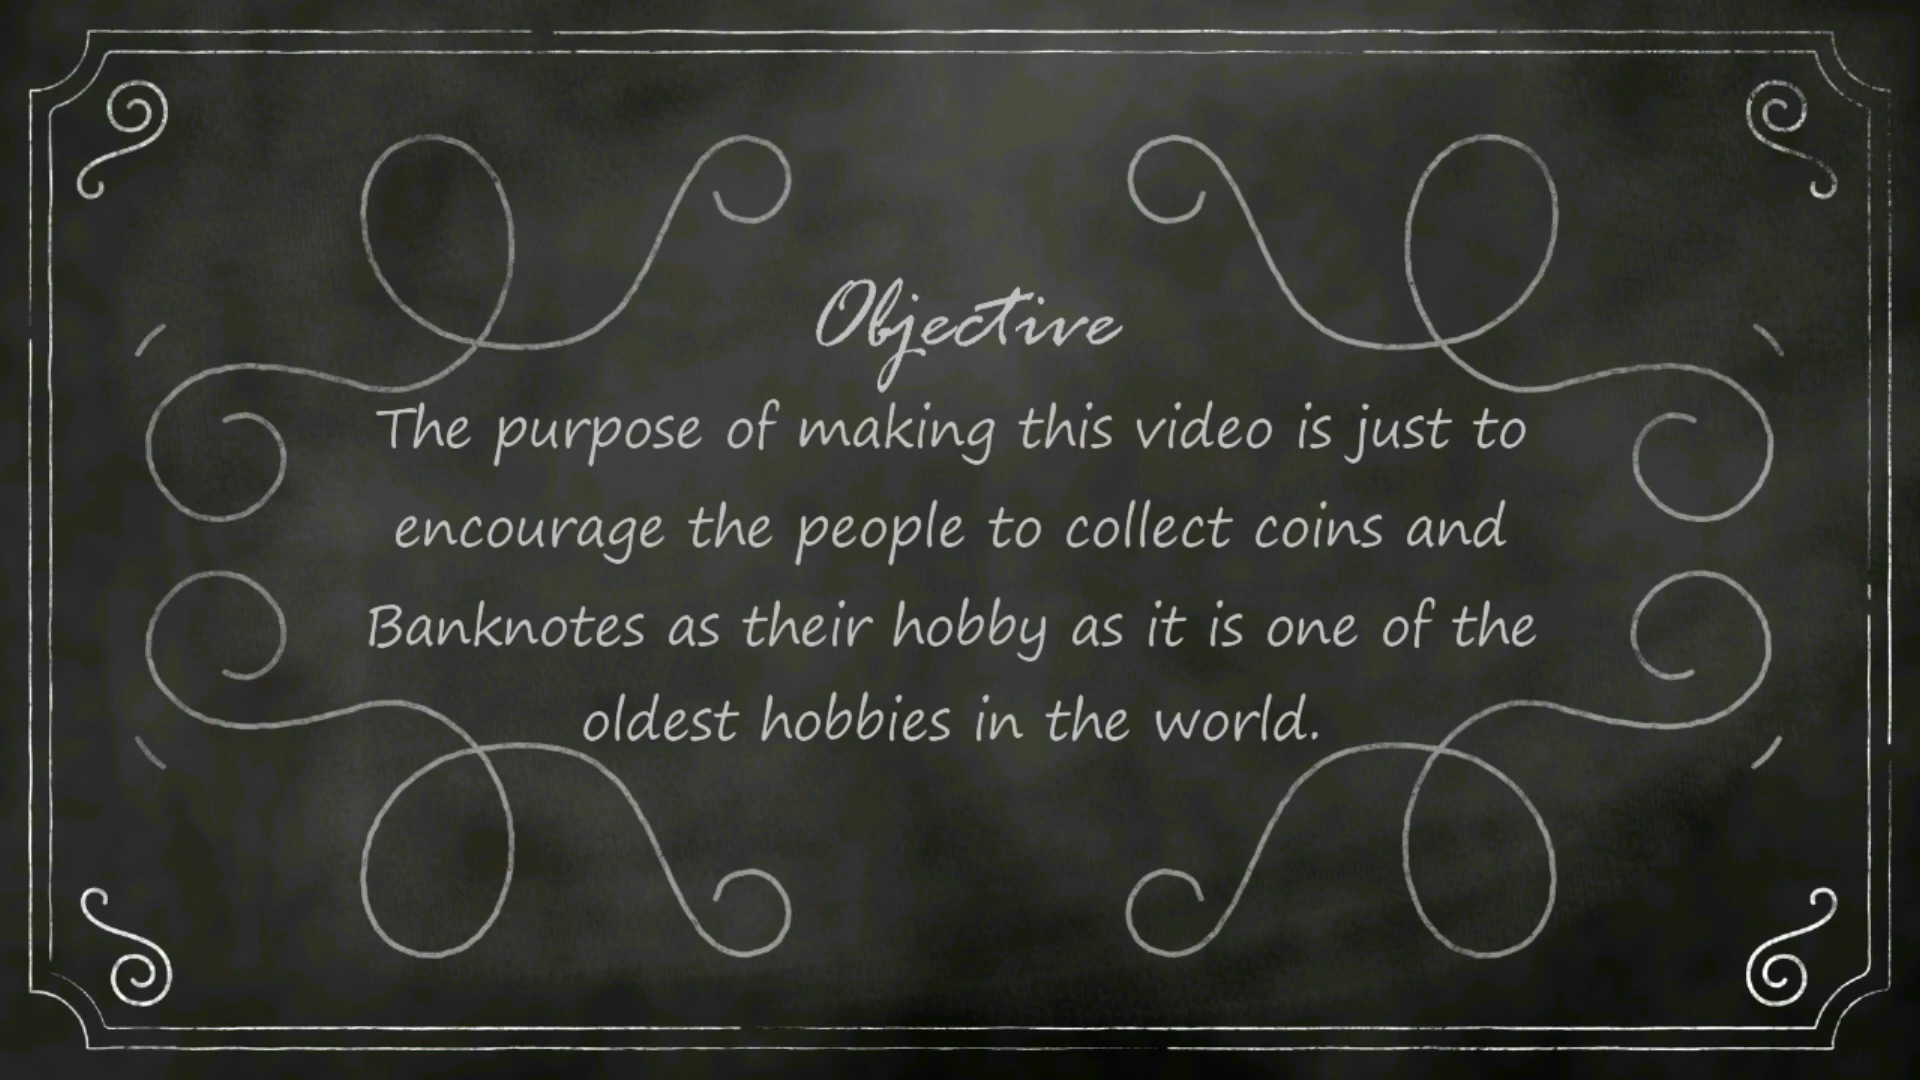 Objective
The purpose of making this video is just to
encourage the people to collect coins and
Banknotes as their hobby as it is one of the
oldest hobbies in the world.